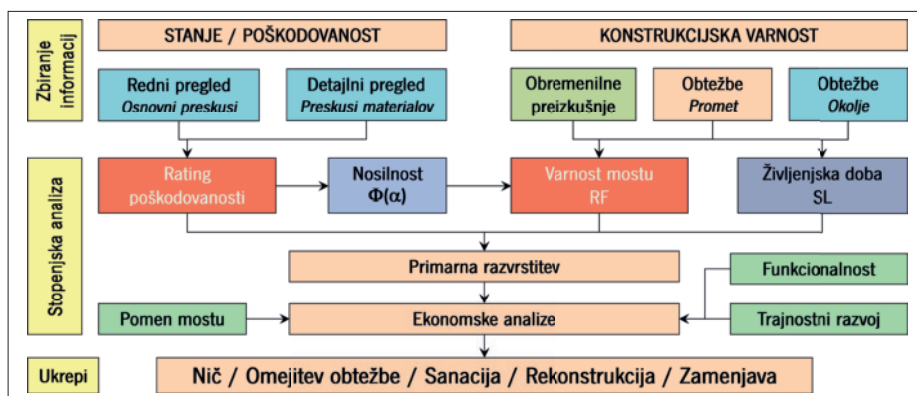 Zbiranje
informacij
STANJE / POŠKODOVANOST
KONSTRUKCIJSKA VARNOST
Redni pregled
Osnovni preskusi
Detajlni pregled
Preskusi materialov
Obremenilne
preizkušnje
Obtežbe
Promet
Obtežbe
Okolje
Stopenjska analiza
Rating
poškodovanosti
Nosilnost
Φ(α)
Varnost mostu
RF
Življenjska doba
SL
Primarna razvrstitev
Funkcionalnost
Pomen mostu
Ekonomske analize
Trajnostni razvoj
Ukrepi
Nič / Omejitev obtežbe / Sanacija / Rekonstrukcija / Zamenjava